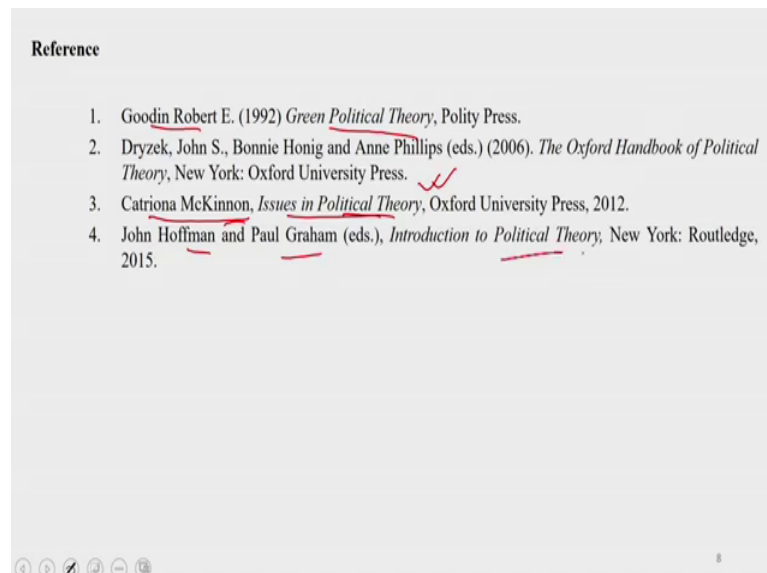 Reference
1. Goodin Robert E. (1992) Green Political Theory, Polity Press.
2. Dryzek, John S., Bonnie Honig and Anne Phillips (eds.) (2006). The Oxford Handbook of Political
Theory, New York: Oxford University Press.
3. Catriona McKinnon, Issues in Political Theory, Oxford University Press, 2012.
4. John Hoffman and Paul Graham (eds.), Introduction to Political Theory, New York: Routledge,
2015.
8